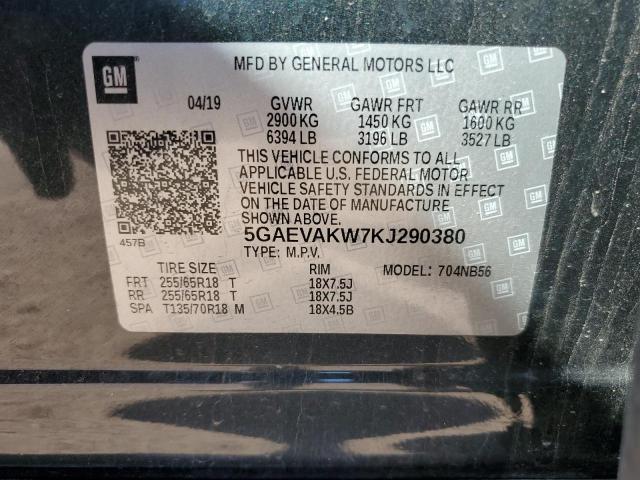 GM
MFD BY GENERAL MOTORS LLC
04/19 GVWR GAWR FRT GAWR RR
2900 KG 1450 KG 1600 KG
6394 LB 3196 LB 3527 LB
THIS VEHICLE CONFORMS TO ALL
APPLICABLE U.S. FEDERAL MOTOR
VEHICLE SAFETY STANDARDS IN EFFECT
ON THE DATE OF MANUFACTURE
SHOWN ABOVE.
457B 5GAEVAKW7KJ290380
TYPE: M.P.V.
TIRE SIZE RIM MODEL: 704NB56
FRT 255/65R18 T 18X7.5J
RR 255/65R18 T 18X7.5J
SPA T135/70R18 M 18X4.5B